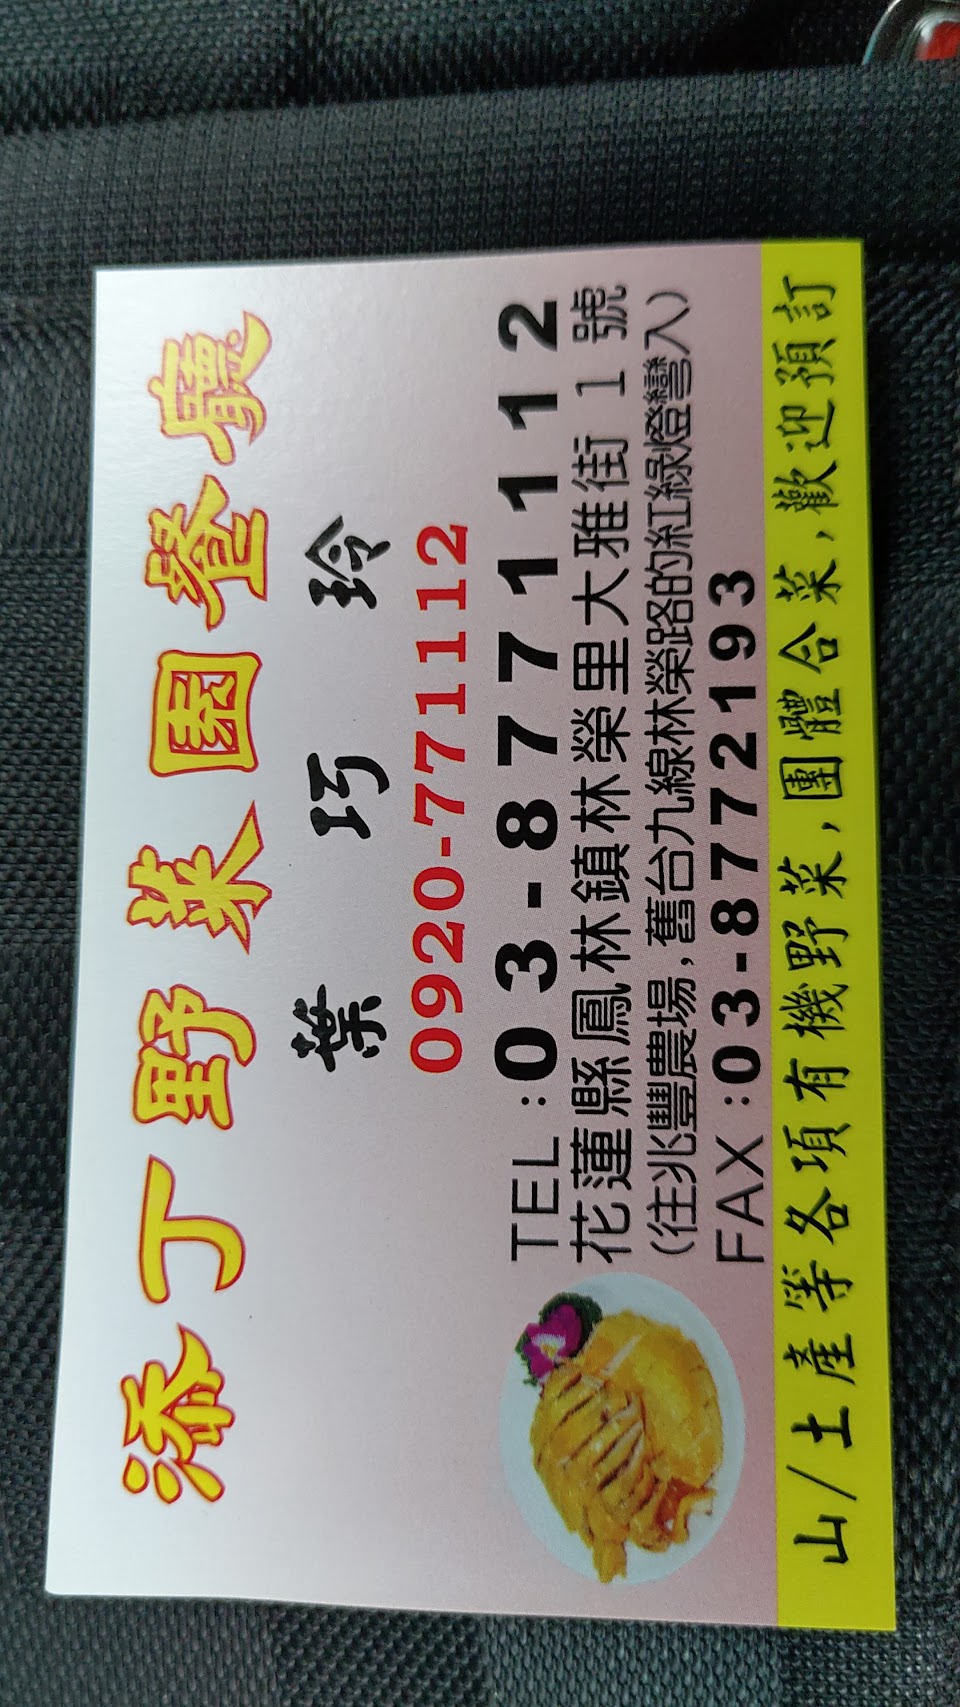 添丁野菜園餐廳
葉巧玲
0920-771112
TEL:03-8771112
花蓮縣鳳林鎮林榮里大雅街1號
(往兆豐農場,舊台九線林榮路的紅綠燈彎入)
FAX:03-8772193
山/土產等各項有機野菜,團體合菜,歡迎預訂